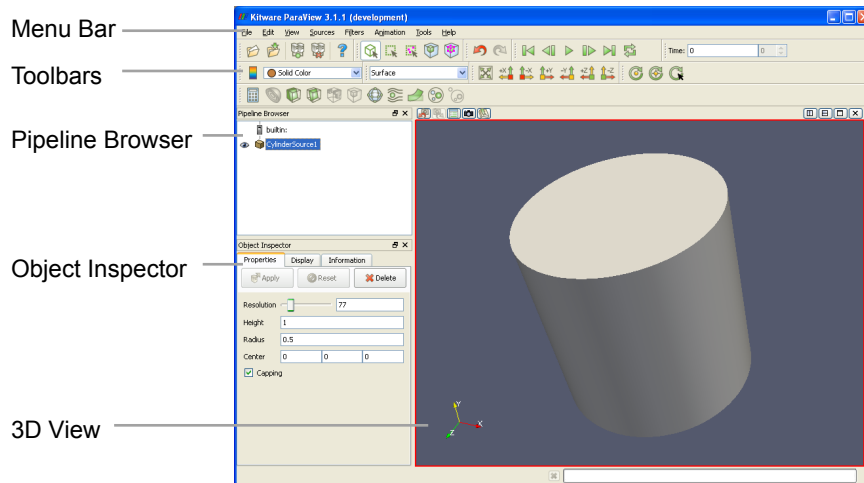 Kitware ParaView 3.1.1 (development)
Menu Bar
File Edit View Sources Filters Animation Tools Help
Time: 0 0
Toolbars
Solid Color Surface
+X -X +Y -Y +Z -Z
Pipeline Browser
Pipeline Browser
builtin:
CylinderSource1
Object Inspector
Object Inspector
Properties Display Information
Apply Reset Delete
Resolution 77
Height 1
Radius 0.5
Center 0 0 0
Capping
3D View
Y
X
Z